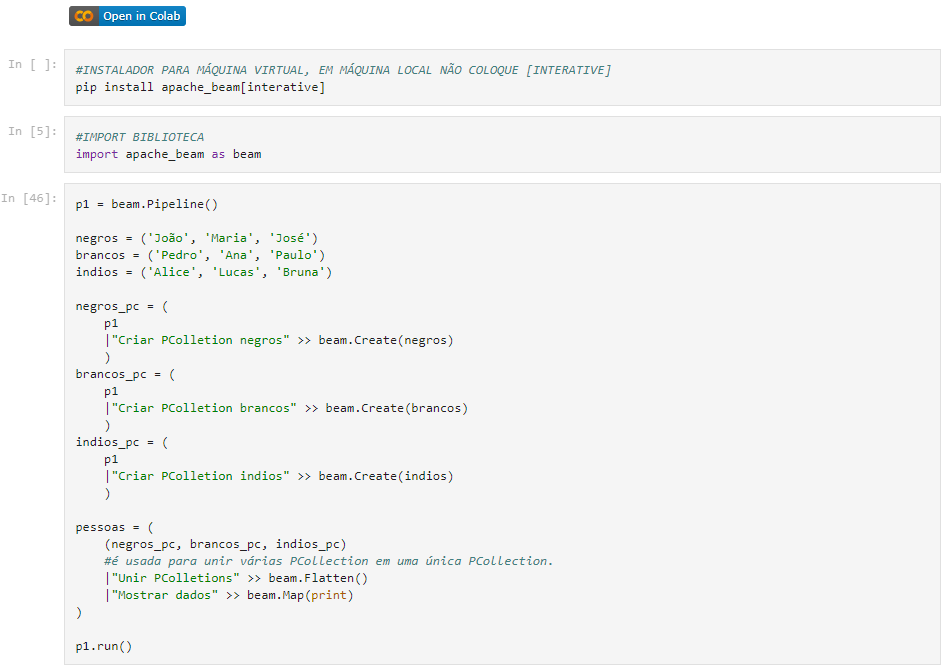 Open in Colab
In [ ]:
#INSTALADOR PARA MÁQUINA VIRTUAL, EM MÁQUINA LOCAL NÃO COLOQUE [INTERATIVE]
pip install apache_beam[interative]
In [5]:
#IMPORT BIBLIOTECA
import apache_beam as beam
In [46]:
p1 = beam.Pipeline()
negros = ('João', 'Maria', 'José')
brancos = ('Pedro', 'Ana', 'Paulo')
indios = ('Alice', 'Lucas', 'Bruna')
negros_pc = (
p1
|"Criar PColletion negros" >> beam.Create(negros)
)
brancos_pc = (
p1
|"Criar PColletion brancos" >> beam.Create(brancos)
)
indios_pc = (
p1
|"Criar PColletion indios" >> beam.Create(indios)
)
pessoas = (
(negros_pc, brancos_pc, indios_pc)
#é usada para unir várias PCollection em uma única PCollection.
|"Unir PColletions" >> beam.Flatten()
|"Mostrar dados" >> beam.Map(print)
)
p1.run()